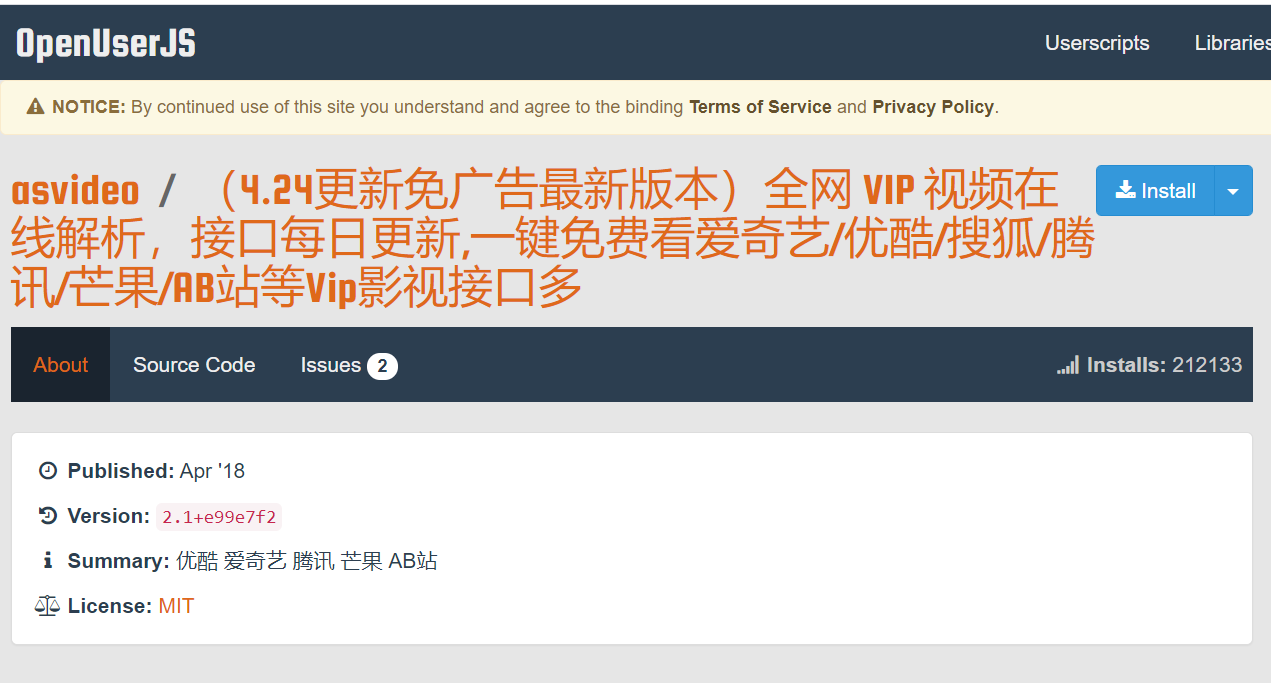 OpenUserJS
Userscripts Libraries
NOTICE: By continued use of this site you understand and agree to the binding Terms of Service and Privacy Policy.
asvideo / （4.24更新免广告最新版本）全网 VIP 视频在
线解析，接口每日更新,一键免费看爱奇艺/优酷/搜狐/腾
讯/芒果/AB站等Vip影视接口多
Install
About Source Code Issues 2 Installs: 212133
Published: Apr '18
Version: 2.1+e99e7f2
Summary: 优酷 爱奇艺 腾讯 芒果 AB站
License: MIT